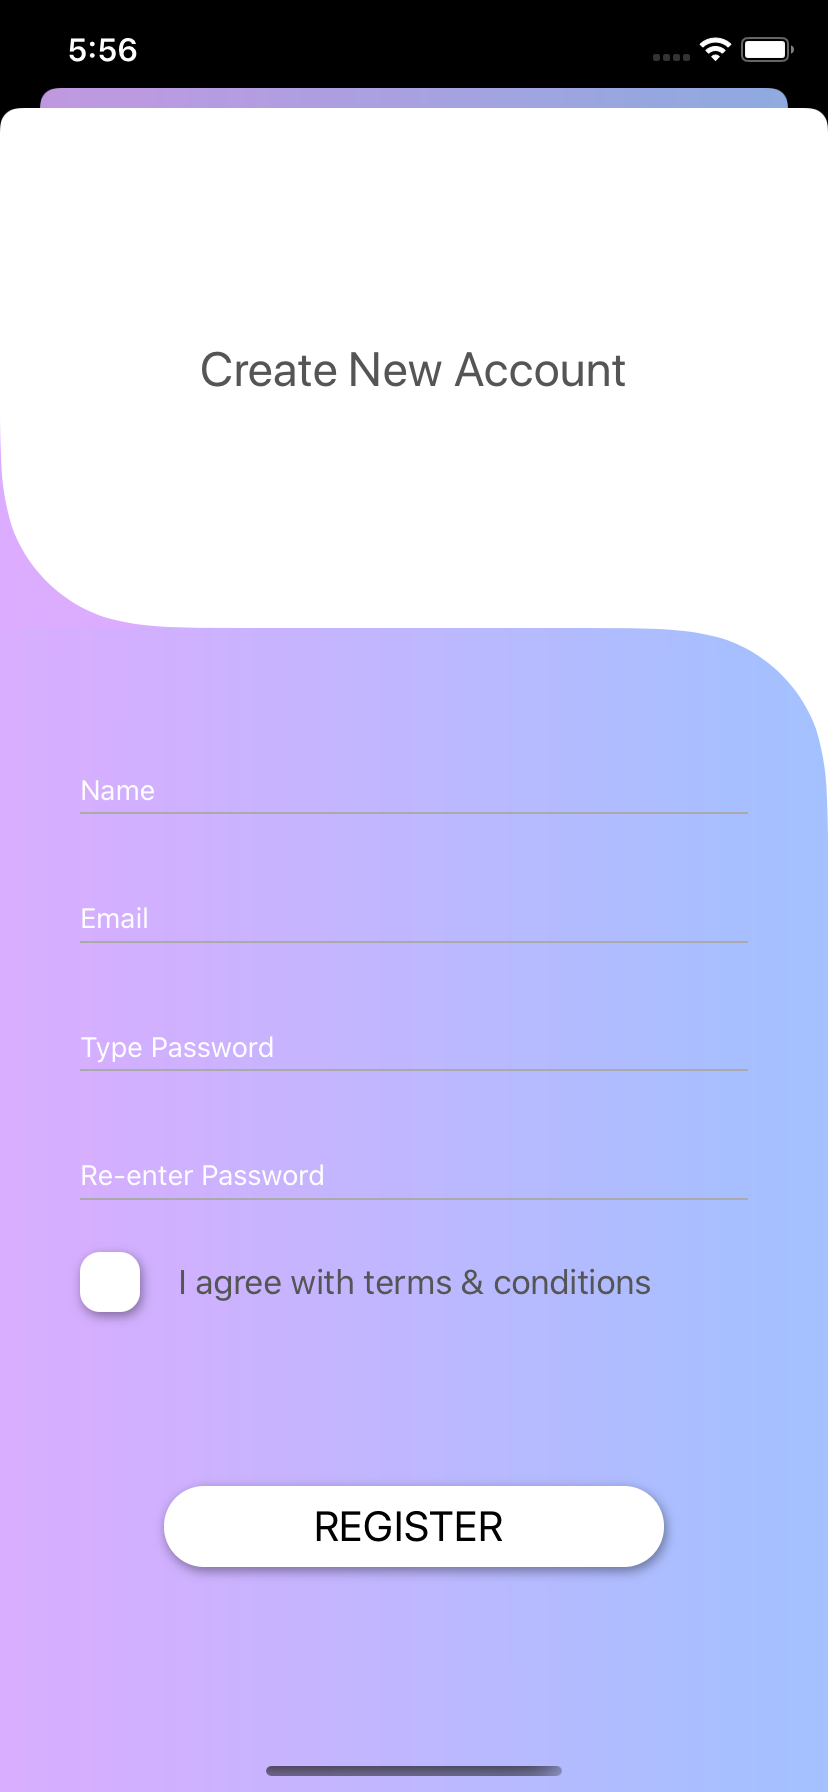 5:56
Create New Account
Name
Email
Type Password
Re-enter Password
I agree with terms & conditions
REGISTER